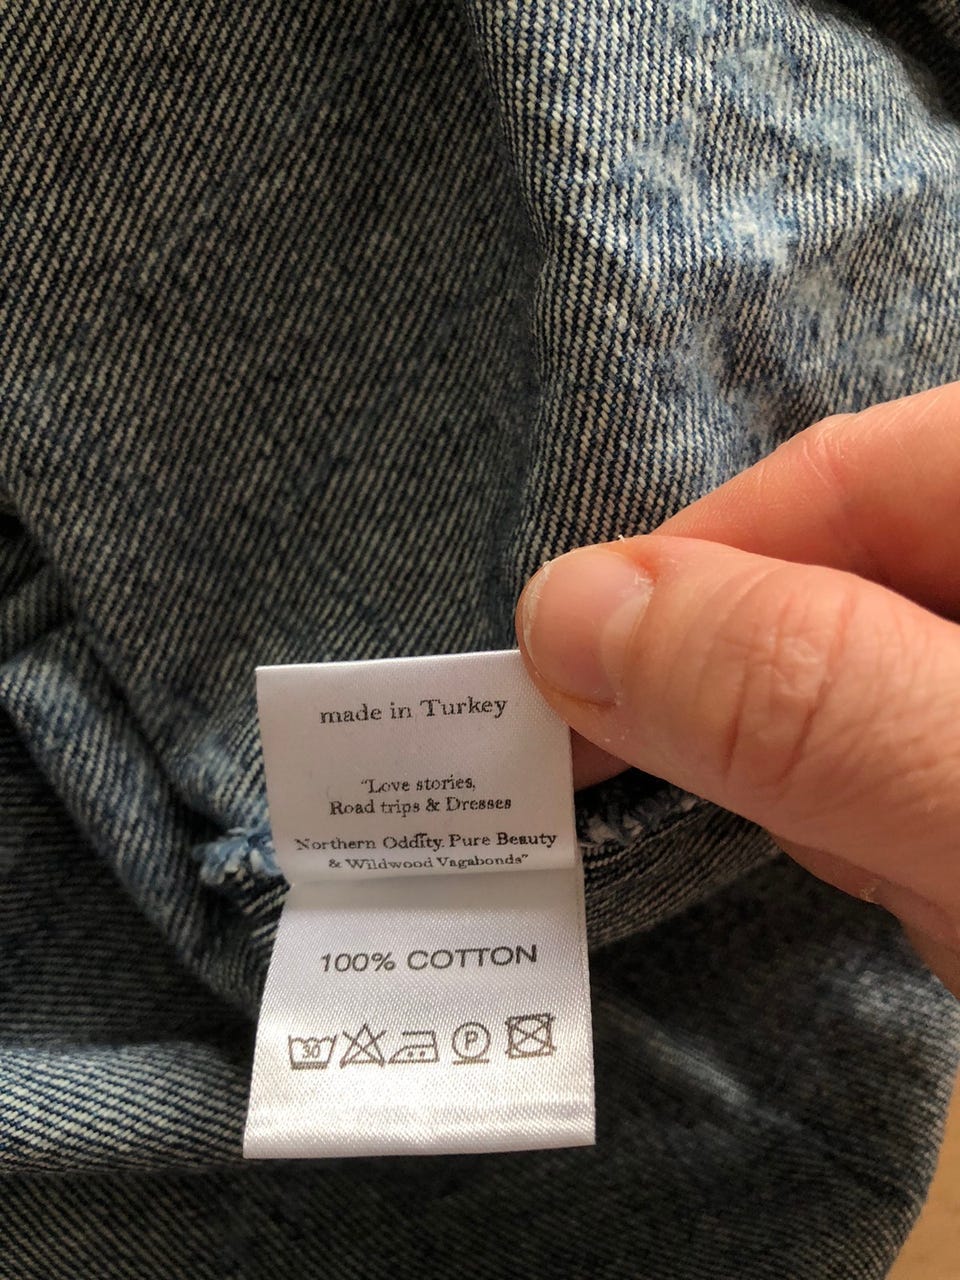 made in Turkey
“Love stories,
Road trips & Dresses
Northern Oddity. Pure Beauty
& Wildwood Vagabonds”
100% COTTON
30 P